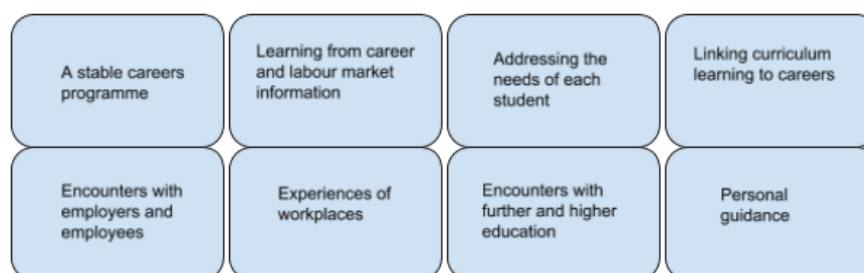 A stable careers
programme
Learning from career
and labour market
information
Addressing the
needs of each
student
Linking curriculum
learning to careers
Encounters with
employers and
employees
Experiences of
workplaces
Encounters with
further and higher
education
Personal
guidance